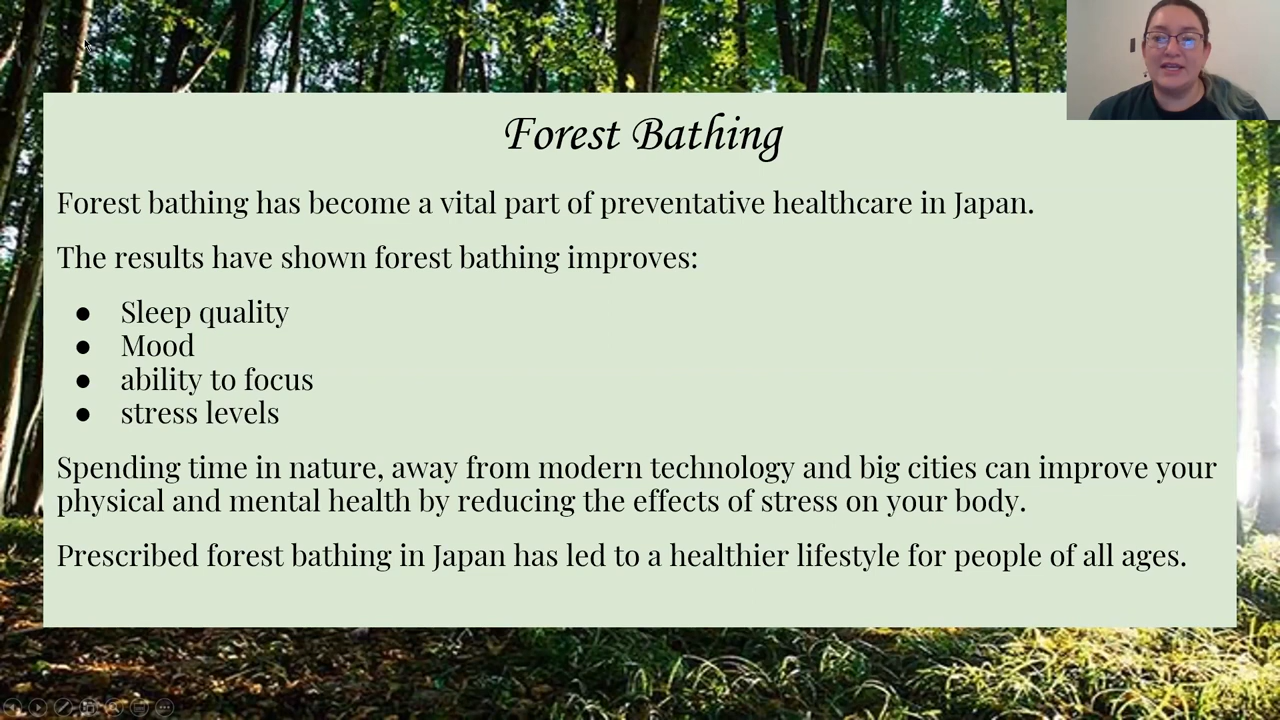 Forest Bathing
Forest bathing has become a vital part of preventative healthcare in Japan.
The results have shown forest bathing improves:
● Sleep quality
● Mood
● ability to focus
● stress levels
Spending time in nature, away from modern technology and big cities can improve your
physical and mental health by reducing the effects of stress on your body.
Prescribed forest bathing in Japan has led to a healthier lifestyle for people of all ages.